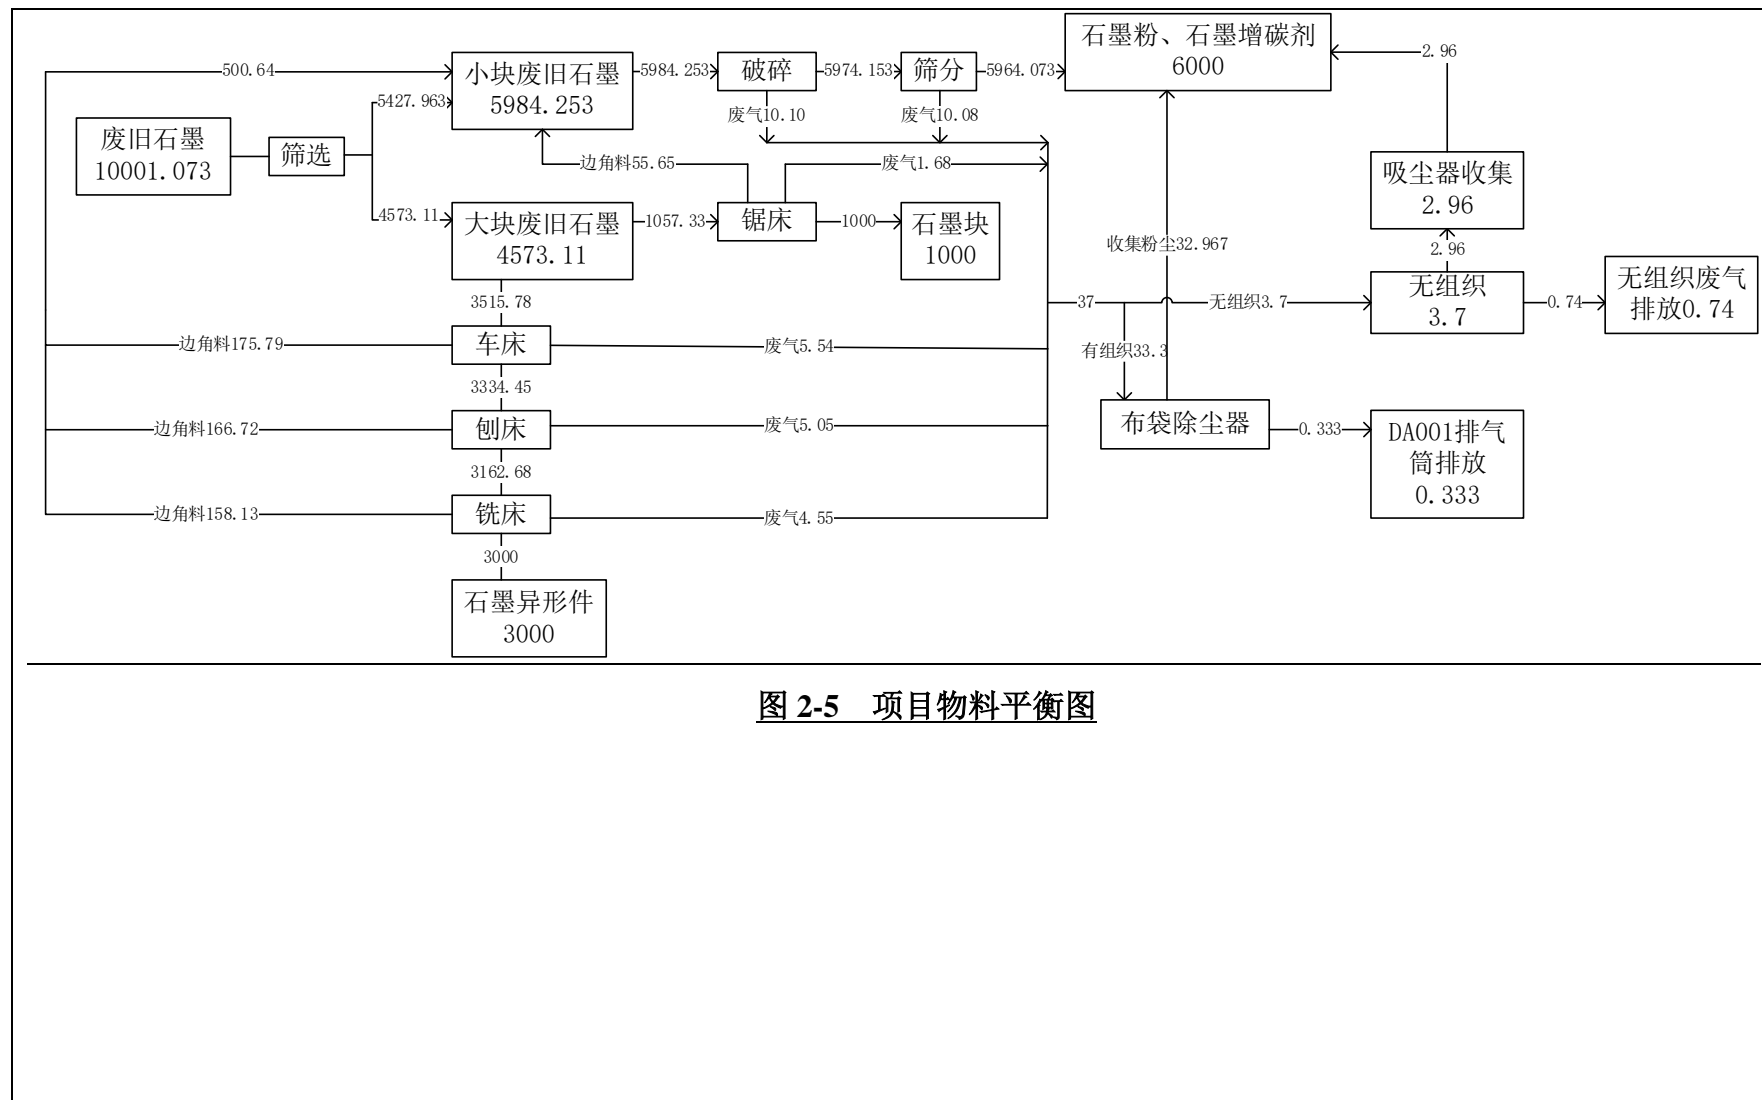 石墨粉、石墨增碳剂
6000
2.96
500.64
小块废旧石墨
5984.253
5984.253
破碎
5974.153
筛分
5964.073
5427.963
废气10.10
废气10.08
废旧石墨
10001.073
筛选
边角料55.65
废气1.68
吸尘器收集
2.96
4573.11
大块废旧石墨
4573.11
1057.33
锯床
1000
石墨块
1000
收集粉尘32.967
2.96
3515.78
37
无组织3.7
无组织
3.7
0.74
无组织废气
排放0.74
边角料175.79
车床
废气5.54
有组织33.3
3334.45
边角料166.72
刨床
废气5.05
布袋除尘器
0.333
DA001排气
筒排放
0.333
3162.68
边角料158.13
铣床
废气4.55
3000
石墨异形件
3000
图 2-5 项目物料平衡图